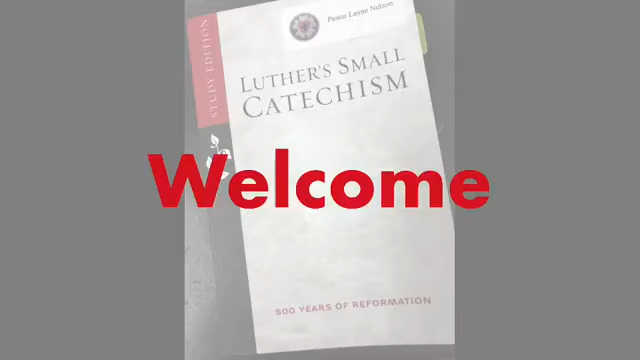 Pastor Layne Nelson
STUDY EDITION
LUTHER'S SMALL
CATECHISM
Welcome
500 YEARS OF REFORMATION